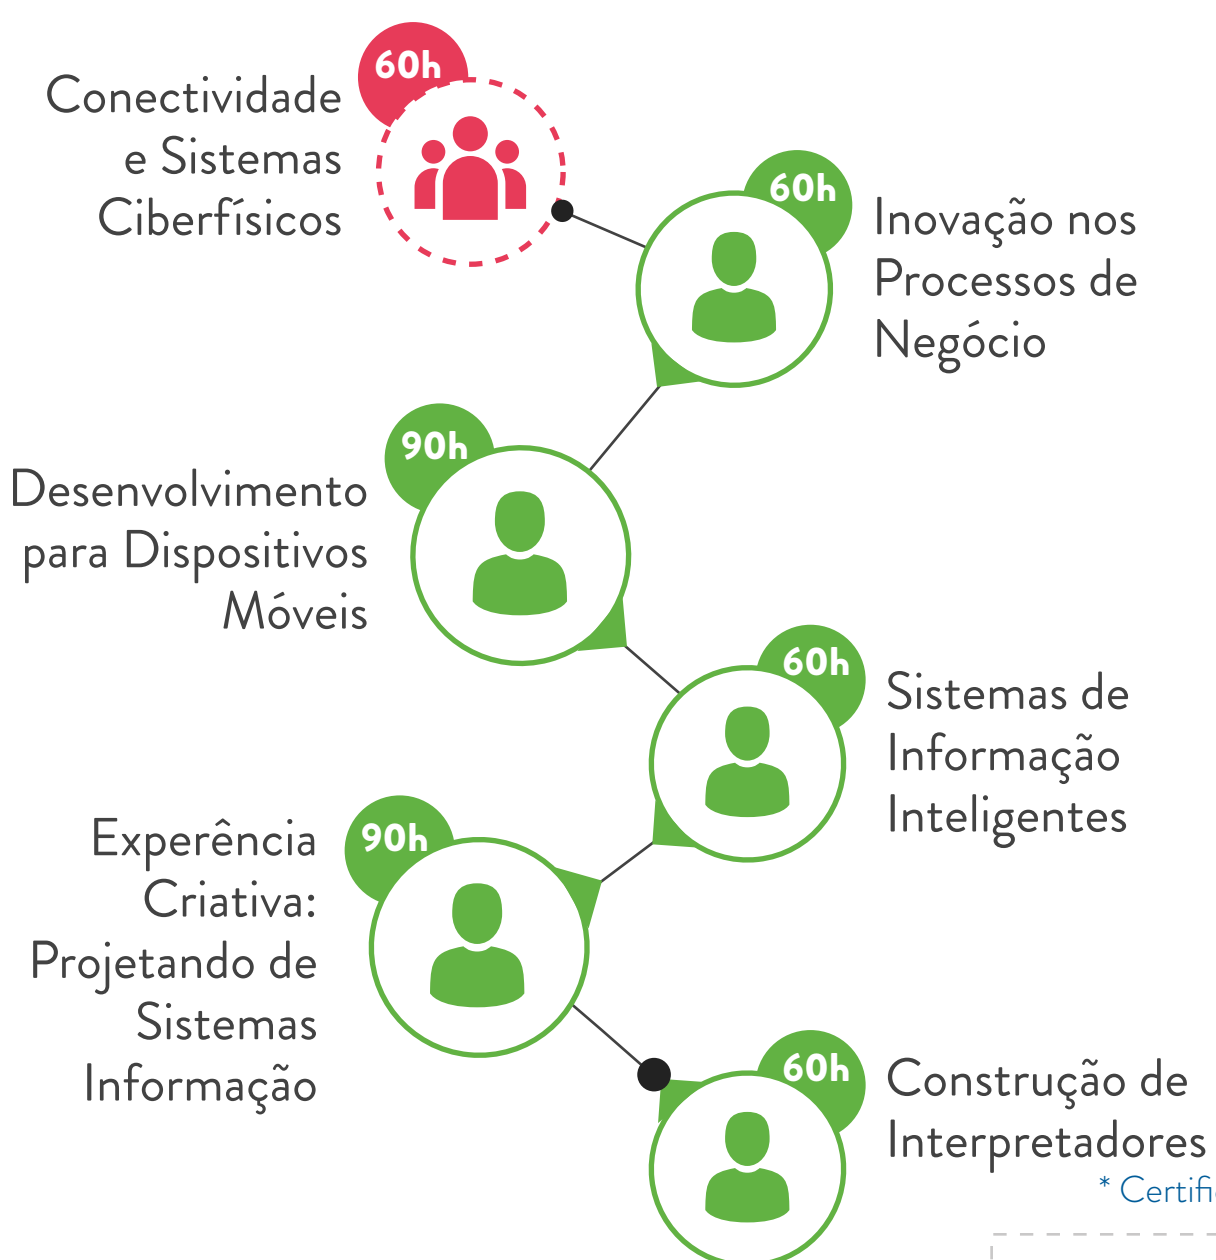 60h
Conectividade
e Sistemas
Ciberfísicos
60h
Inovação nos
Processos de
Negócio
90h
Desenvolvimento
para Dispositivos
Móveis
60h
Sistemas de
Informação
Inteligentes
90h
Experência
Criativa:
Projetando de
Sistemas
Informação
60h
Construção de
Interpretadores
*